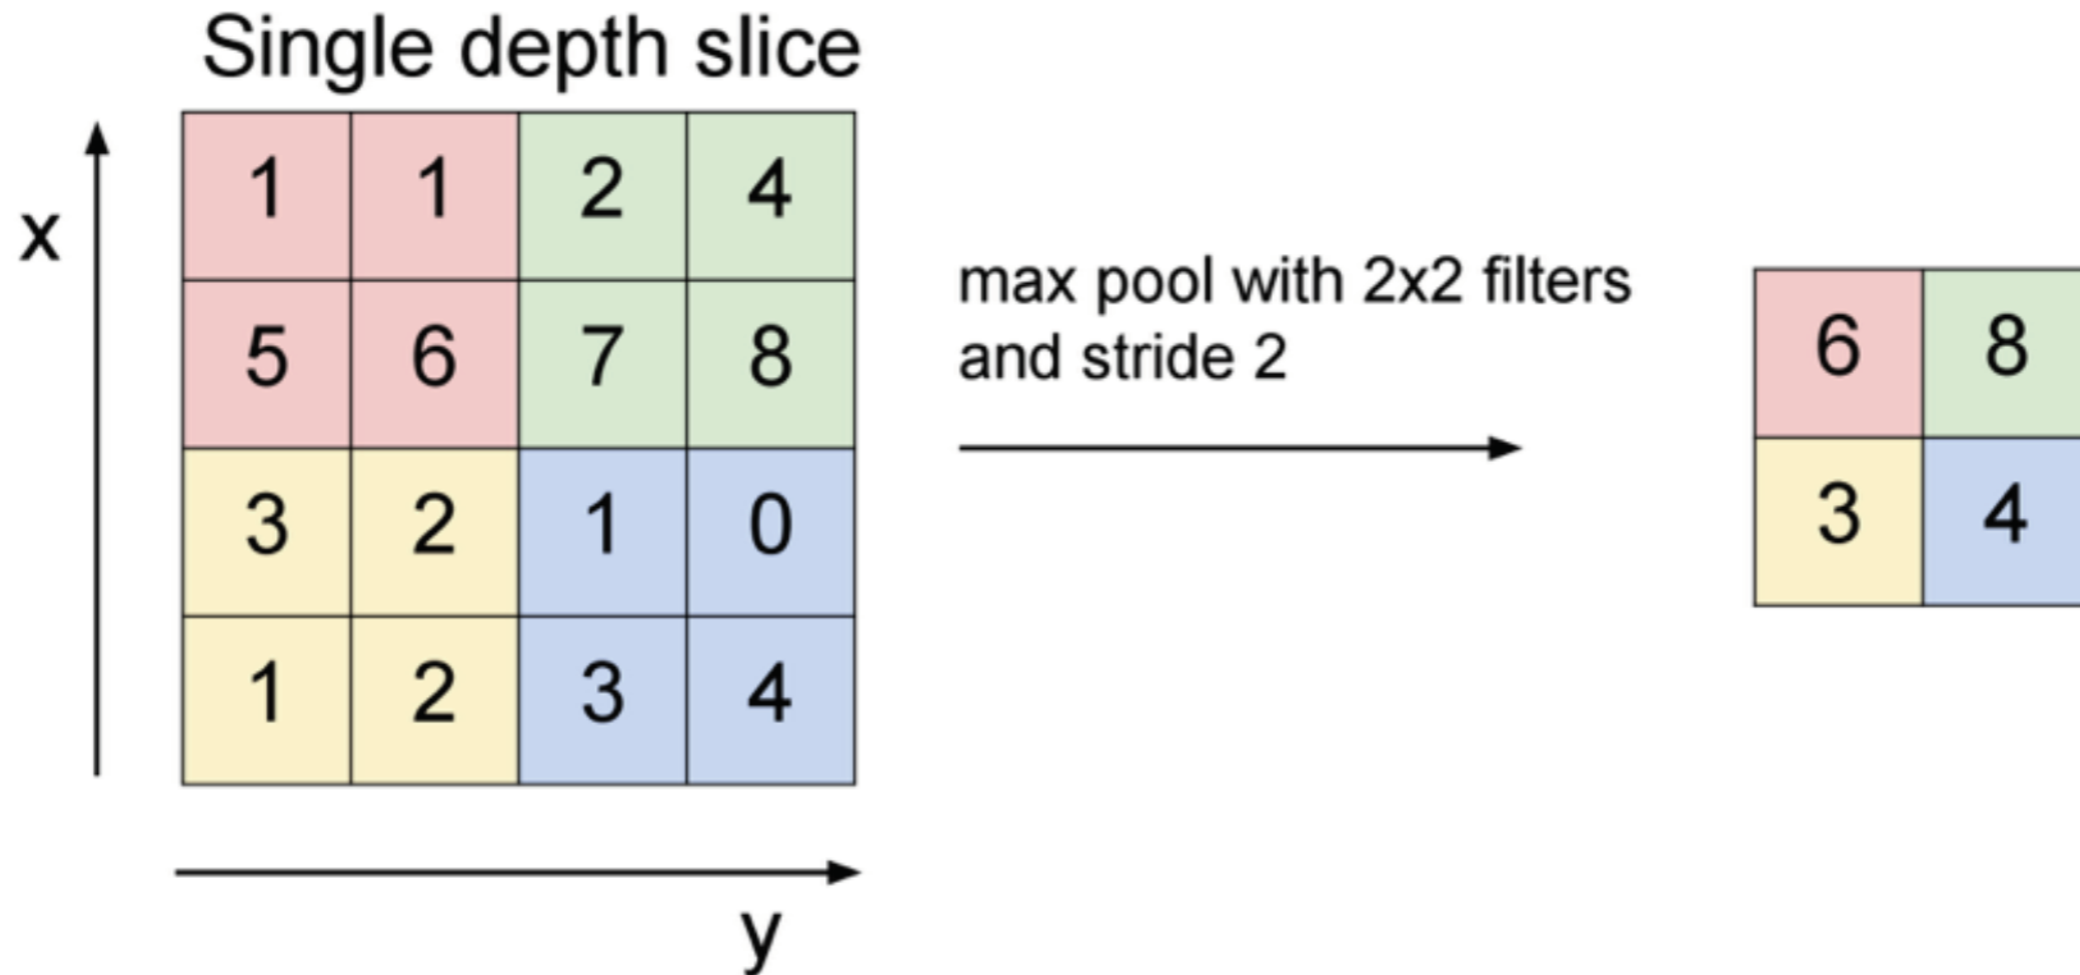 Single depth slice
x
1 1 2 4
5 6 7 8
3 2 1 0
1 2 3 4
y
max pool with 2x2 filters
and stride 2
6 8
3 4